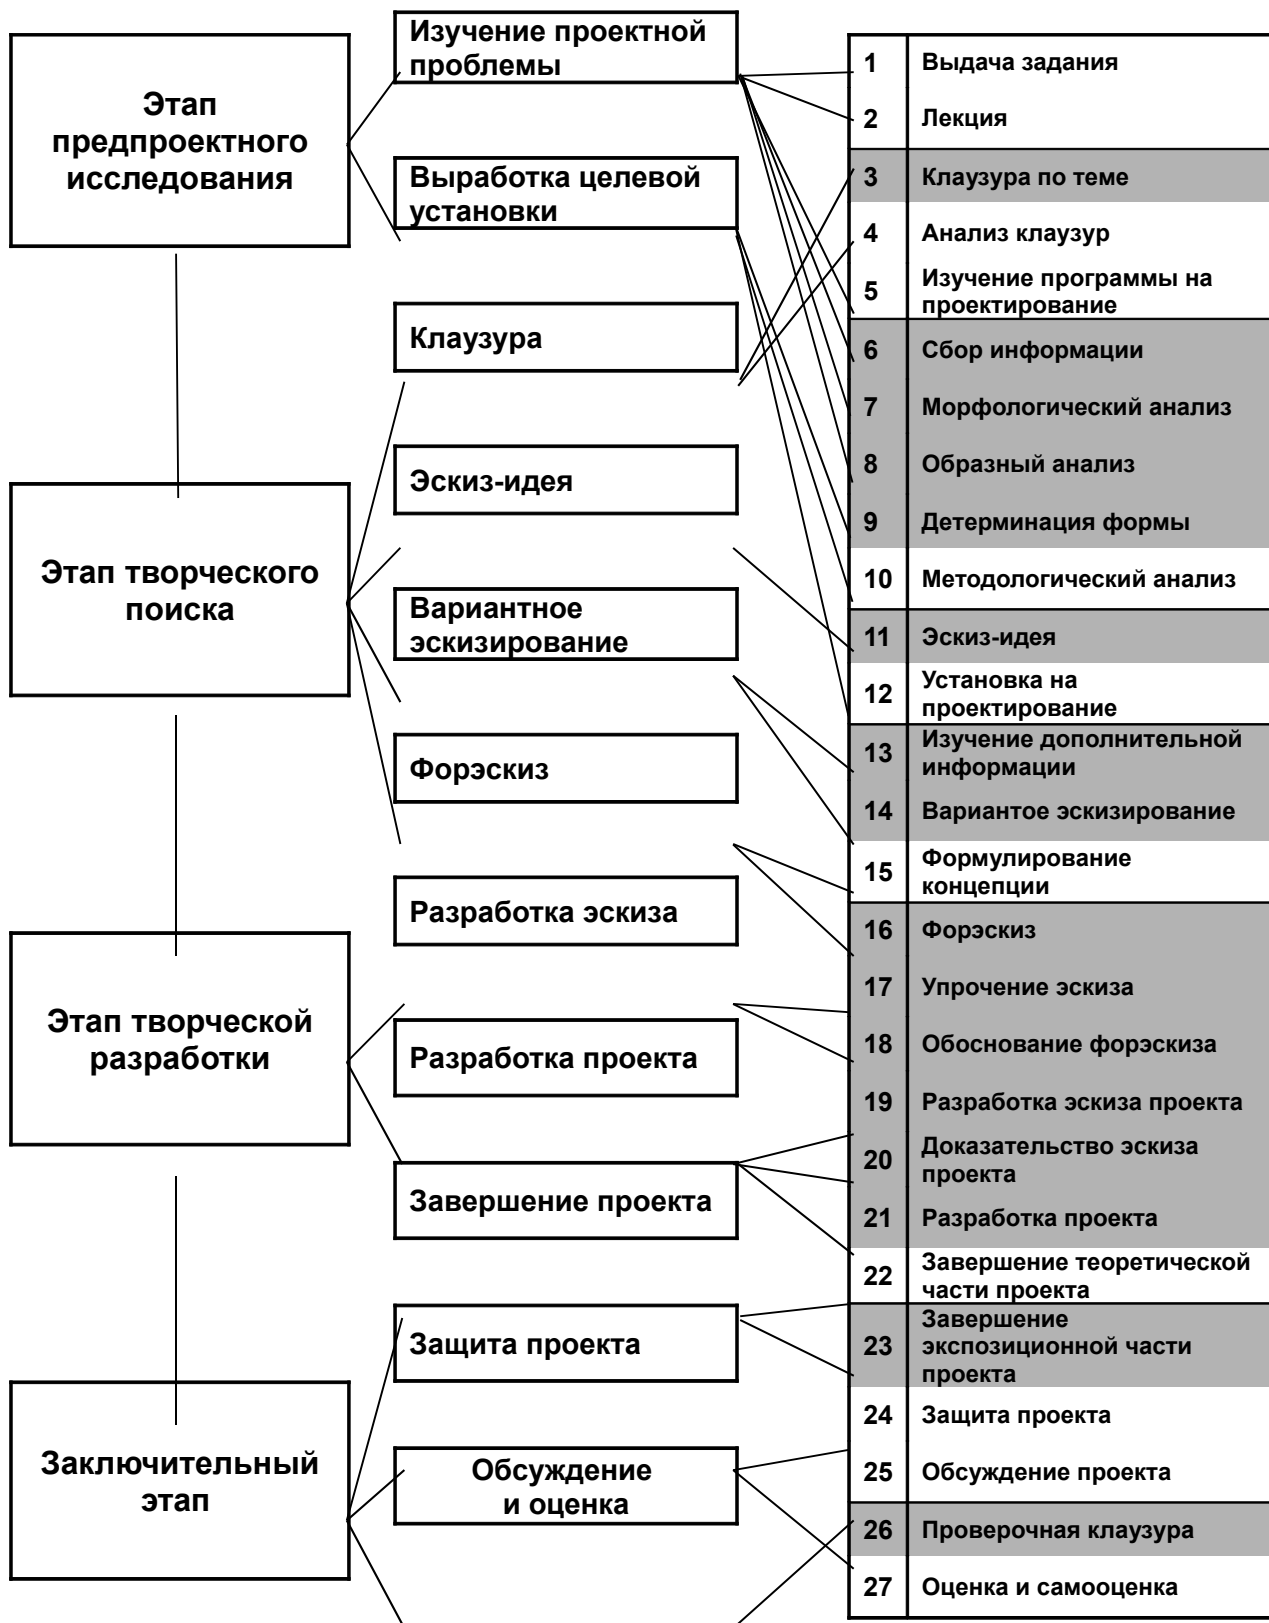 Этап
предпроектного
исследования
Этап творческого
поиска
Этап творческой
разработки
Заключительный
этап
Изучение проектной
проблемы
Выработка целевой
установки
Клаузура
Эскиз-идея
Вариантное
эскизирование
Форэскиз
Разработка эскиза
Разработка проекта
Завершение проекта
Защита проекта
Обсуждение
и оценка
1 Выдача задания
2 Лекция
3 Клаузура по теме
4 Анализ клаузур
5 Изучение программы на
проектирование
6 Сбор информации
7 Морфологический анализ
8 Образный анализ
9 Детерминация формы
10 Методологический анализ
11 Эскиз-идея
12 Установка на
проектирование
13 Изучение дополнительной
информации
14 Вариантое эскизирование
15 Формулирование
концепции
16 Форэскиз
17 Упрочение эскиза
18 Обоснование форэскиза
19 Разработка эскиза проекта
20 Доказательство эскиза
проекта
21 Разработка проекта
22 Завершение теоретической
части проекта
23 Завершение
экспозиционной части
проекта
24 Защита проекта
25 Обсуждение проекта
26 Проверочная клаузура
27 Оценка и самооценка